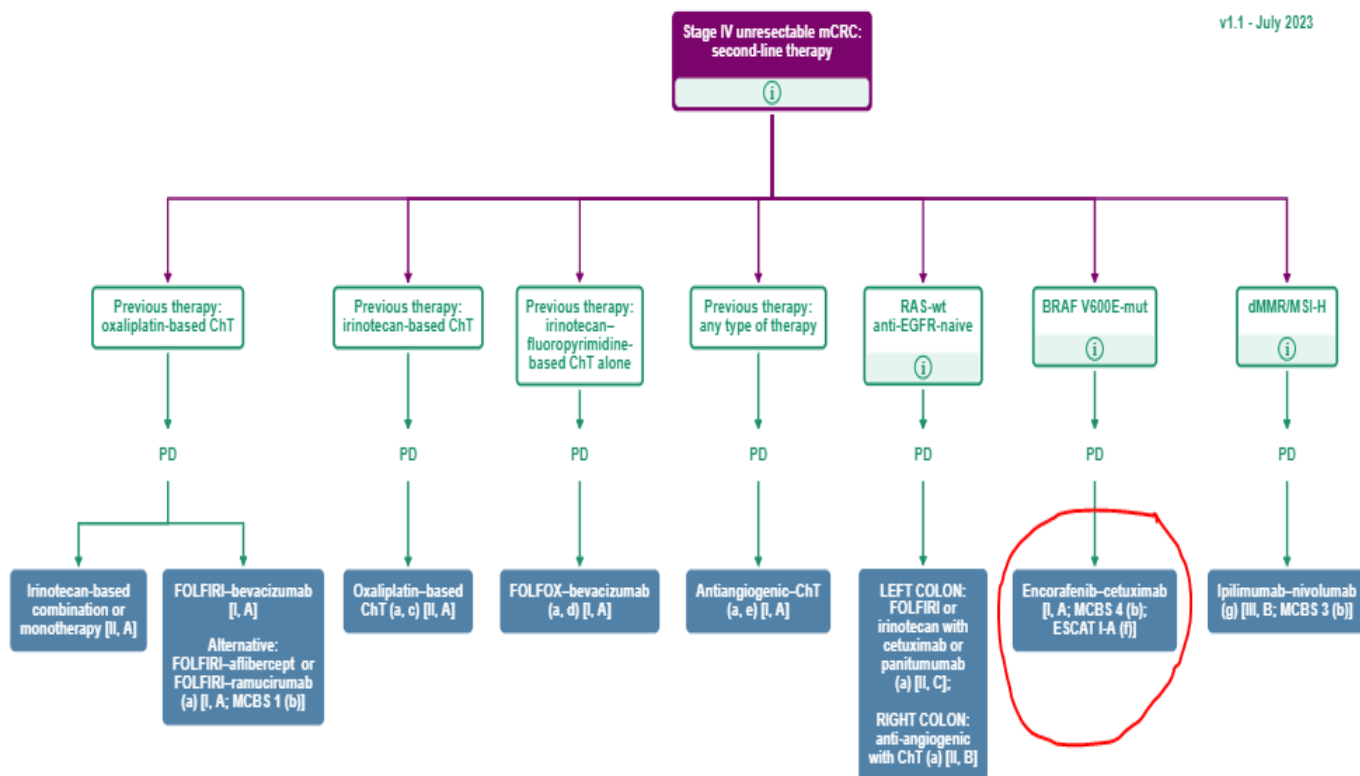 Stage IV unresectable mCRC:
second-line therapy
i
v1.1 - July 2023
Previous therapy:
oxaliplatin-based ChT
Previous therapy:
irinotecan-based ChT
Previous therapy:
irinotecan–
fluoropyrimidine-
based ChT alone
Previous therapy:
any type of therapy
RAS-wt
anti-EGFR-naive
i
BRAF V600E-mut
i
dMMR/MSI-H
i
PD
PD
PD
PD
PD
PD
PD
Irinotecan-based
combination or
monotherapy [II, A]
FOLFIRI–bevacizumab
[I, A]
Alternative:
FOLFIRI–aflibercept or
FOLFIRI–ramucirumab
(a) [I, A; MCBS 1 (b)]
Oxaliplatin–based
ChT (a, c) [II, A]
FOLFOX–bevacizumab
(a, d) [I, A]
Antiangiogenic–ChT
(a, e) [I, A]
LEFT COLON:
FOLFIRI or
irinotecan with
cetuximab or
panitumumab
(a) [II, C];
RIGHT COLON:
anti-angiogenic
with ChT (a) [II, B]
Encorafenib–cetuximab
[I, A; MCBS 4 (b);
ESCAT I-A (f)]
Ipilimumab–nivolumab
(g) [III, B; MCBS 3 (b)]